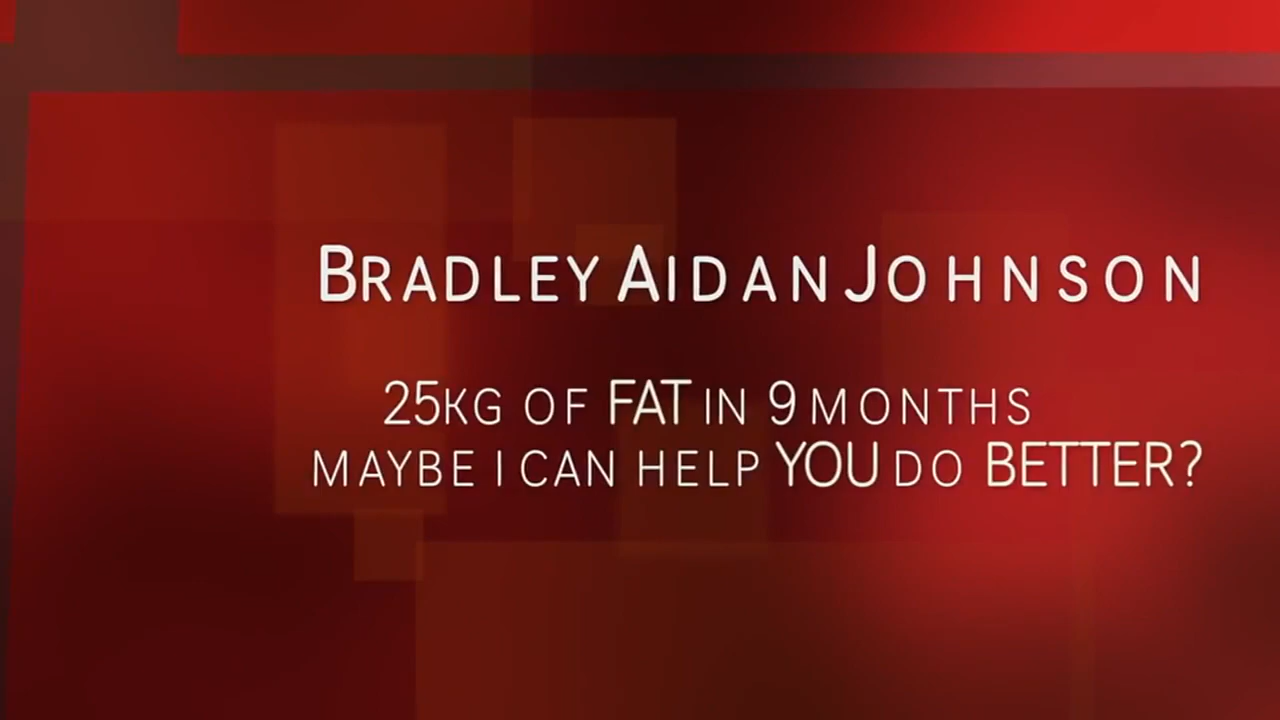 BRADLEY AIDAN JOHNSON
25KG OF FAT IN 9 MONTHS
MAYBE I CAN HELP YOU DO BETTER?